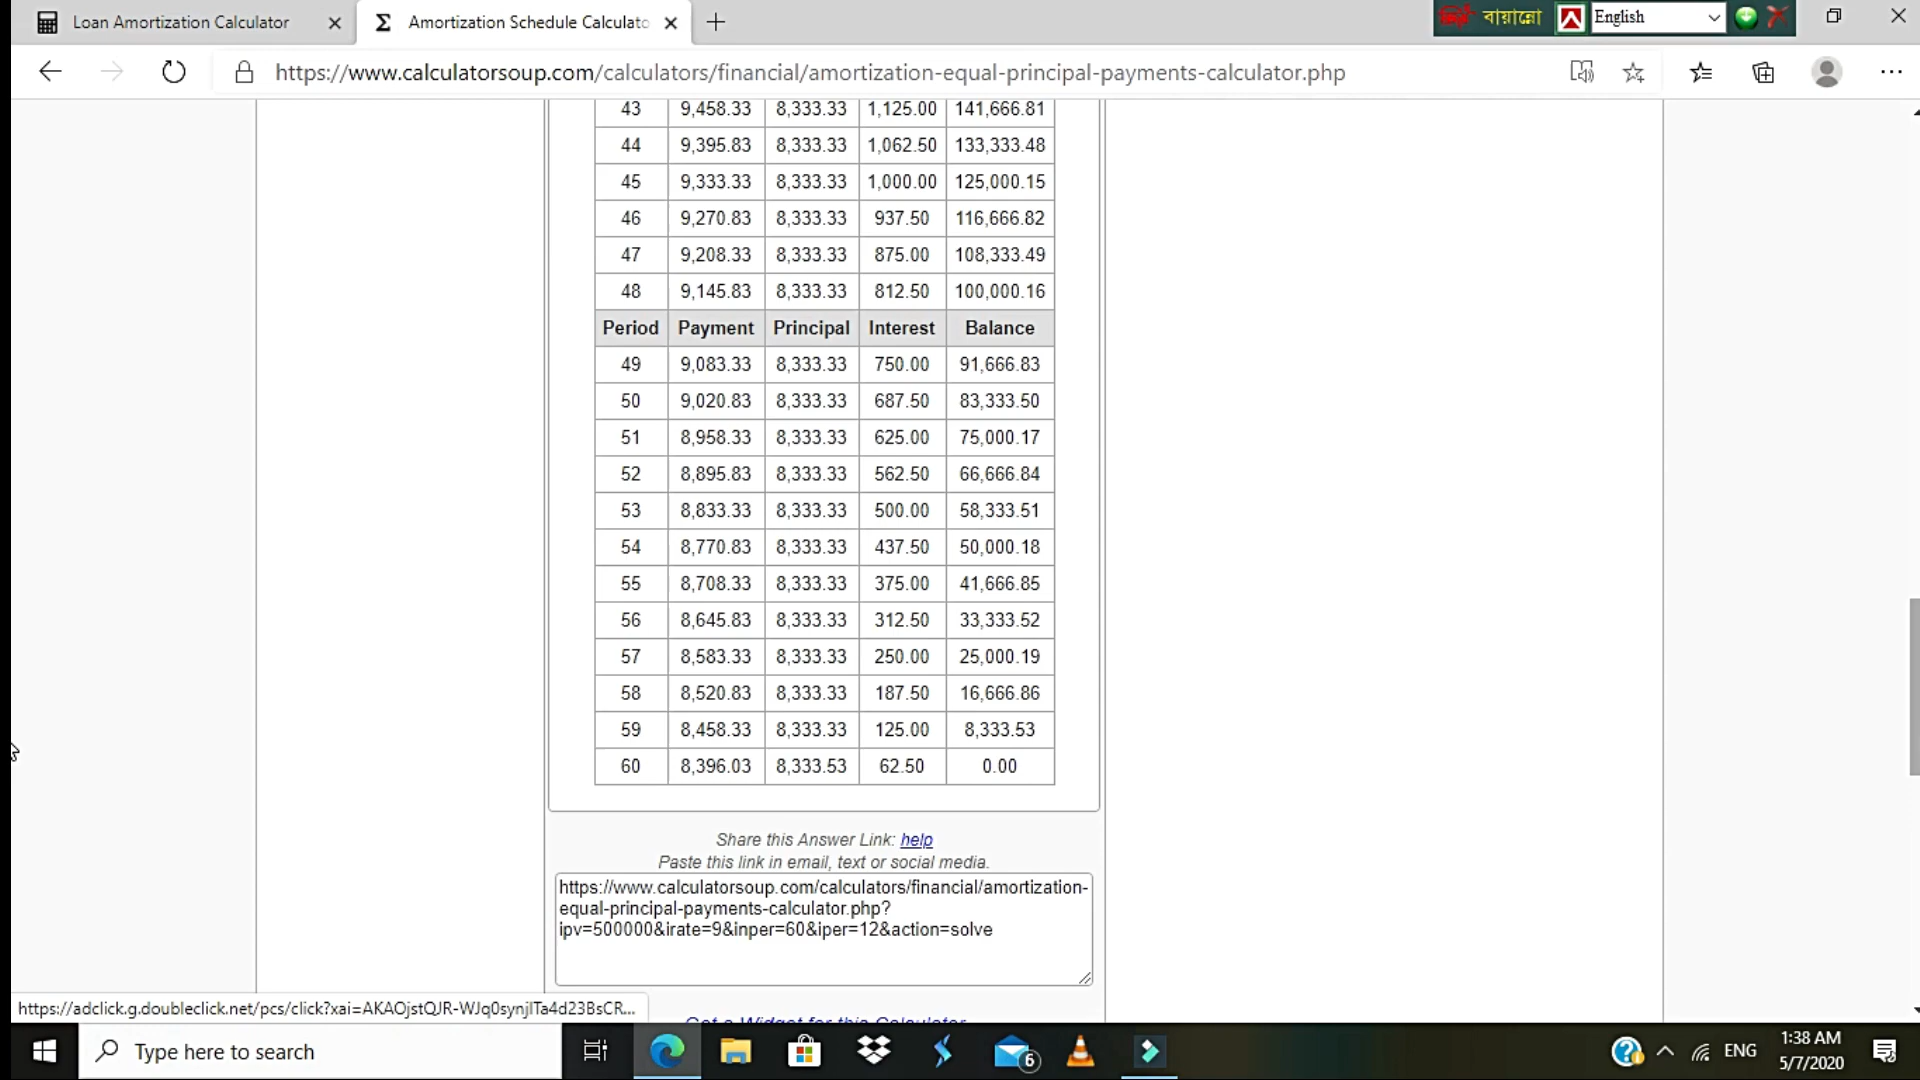 Loan Amortization Calculator
Amortization Schedule Calculato
বায়ান্নো
English
https://www.calculatorsoup.com/calculators/financial/amortization-equal-principal-payments-calculator.php
43 9,458.33 8,333.33 1,125.00 141,666.81
44 9,395.83 8,333.33 1,062.50 133,333.48
45 9,333.33 8,333.33 1,000.00 125,000.15
46 9,270.83 8,333.33 937.50 116,666.82
47 9,208.33 8,333.33 875.00 108,333.49
48 9,145.83 8,333.33 812.50 100,000.16
Period Payment Principal Interest Balance
49 9,083.33 8,333.33 750.00 91,666.83
50 9,020.83 8,333.33 687.50 83,333.50
51 8,958.33 8,333.33 625.00 75,000.17
52 8,895.83 8,333.33 562.50 66,666.84
53 8,833.33 8,333.33 500.00 58,333.51
54 8,770.83 8,333.33 437.50 50,000.18
55 8,708.33 8,333.33 375.00 41,666.85
56 8,645.83 8,333.33 312.50 33,333.52
57 8,583.33 8,333.33 250.00 25,000.19
58 8,520.83 8,333.33 187.50 16,666.86
59 8,458.33 8,333.33 125.00 8,333.53
60 8,396.03 8,333.53 62.50 0.00
Share this Answer Link: help
Paste this link in email, text or social media.
https://www.calculatorsoup.com/calculators/financial/amortization-
equal-principal-payments-calculator.php?
ipv=500000&irate=9&inper=60&iper=12&action=solve
Get a Widget for this Calculator
https://adclick.g.doubleclick.net/pcs/click?xai=AKAOjstQJR-WJq0synjlTa4d23BsCR...
Type here to search
6
ENG
1:38 AM
5/7/2020